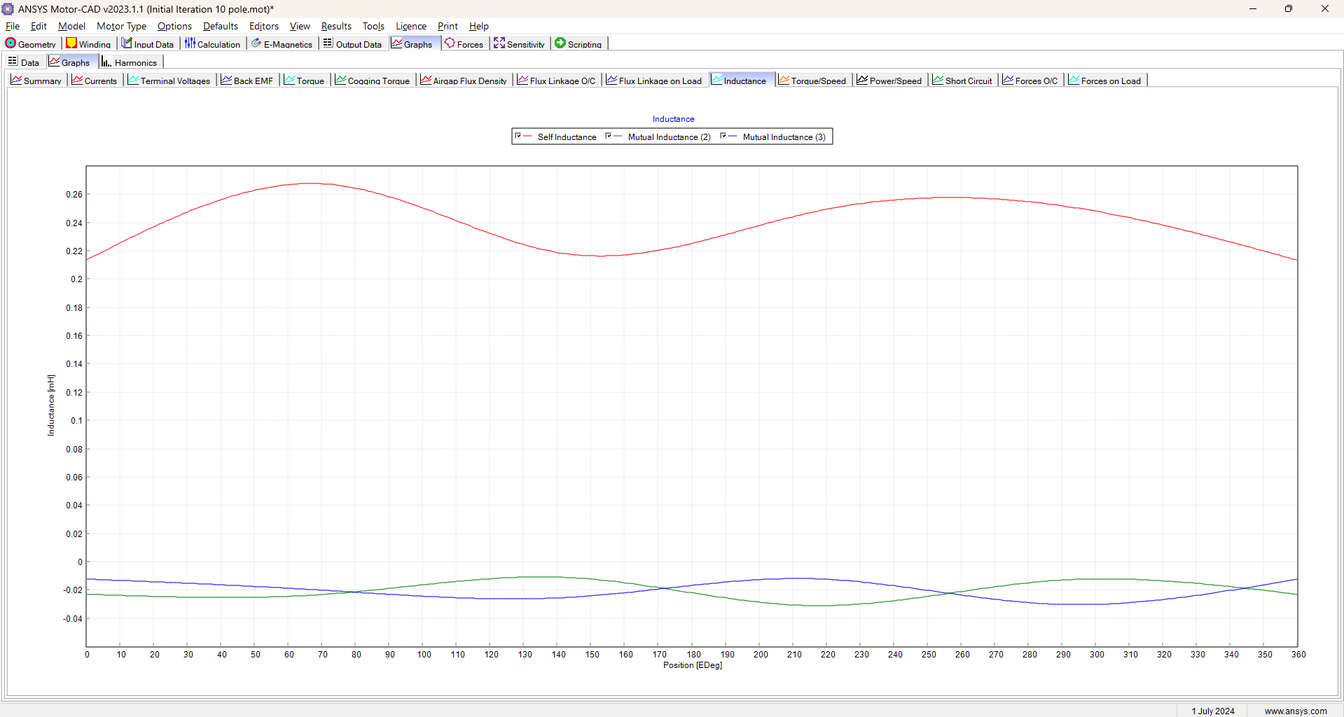 ANSYS Motor-CAD v2023.1.1 (Initial Iteration 10 pole.mot)*
File Edit Model Motor Type Options Defaults Editors View Results Tools Licence Print Help
Geometry Winding Input Data Calculation E-Magnetics Output Data Graphs Forces Sensitivity Scripting
Data Graphs Harmonics
Summary Currents Terminal Voltages Back EMF Torque Cogging Torque Airgap Flux Density Flux Linkage O/C Flux Linkage on Load Inductance Torque/Speed Power/Speed Short Circuit Forces O/C Forces on Load
Inductance
Self Inductance Mutual Inductance (2) Mutual Inductance (3)
0.26
0.24
0.22
0.2
0.18
0.16
0.14
0.12
0.1
0.08
0.06
0.04
0.02
0
-0.02
-0.04
Inductance [mH]
0 10 20 30 40 50 60 70 80 90 100 110 120 130 140 150 160 170 180 190 200 210 220 230 240 250 260 270 280 290 300 310 320 330 340 350 360
Position [EDeg]
1 July 2024 www.ansys.com